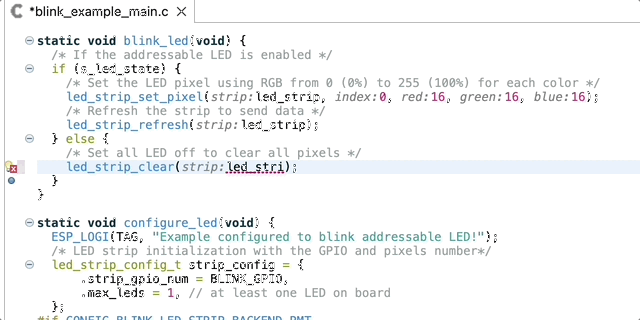 *blink_example_main.c
static void blink_led(void) {
/* If the addressable LED is enabled */
if (s_led_state) {
/* Set the LED pixel using RGB from 0 (0%) to 255 (100%) for each color */
led_strip_set_pixel(strip:led_strip, index:0, red:16, green:16, blue:16);
/* Refresh the strip to send data */
led_strip_refresh(strip:led_strip);
} else {
/* Set all LED off to clear all pixels */
led_strip_clear(strip:led_stri);
}
}
static void configure_led(void) {
ESP_LOGI(TAG, "Example configured to blink addressable LED!");
/* LED strip initialization with the GPIO and pixels number*/
led_strip_config_t strip_config = {
.strip_gpio_num = BLINK_GPIO,
.max_leds = 1, // at least one LED on board
};
#if CONFIG_BLINK_LED_STRIP_BACKEND_RMT